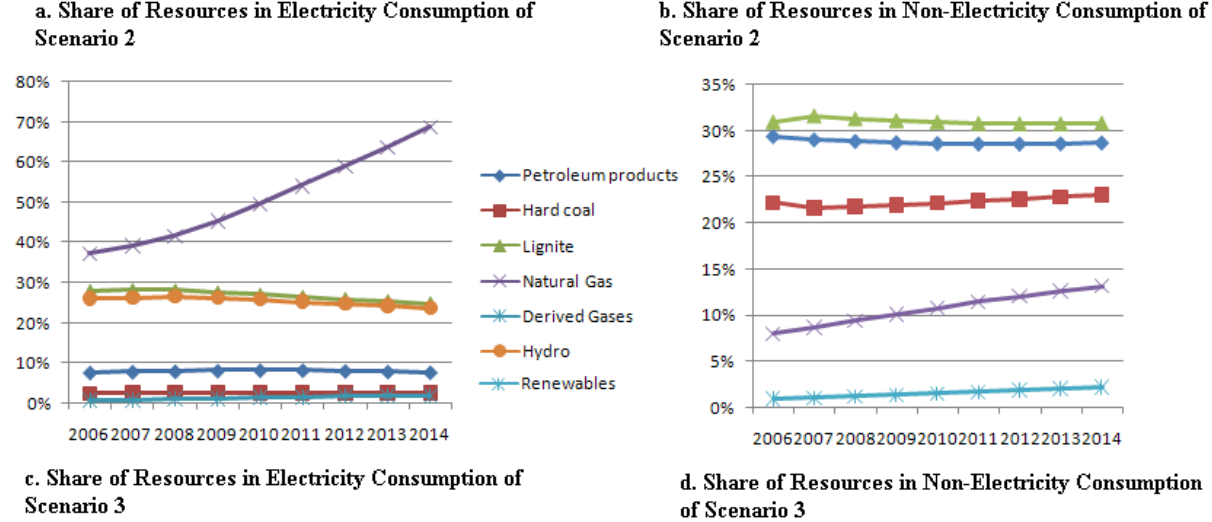 a. Share of Resources in Electricity Consumption of
Scenario 2
b. Share of Resources in Non-Electricity Consumption of
Scenario 2
80%
70%
60%
50%
40%
30%
20%
10%
0%
2006 2007 2008 2009 2010 2011 2012 2013 2014
Petroleum products
Hard coal
Lignite
Natural Gas
Derived Gases
Hydro
Renewables
35%
30%
25%
20%
15%
10%
5%
0%
2006 2007 2008 2009 2010 2011 2012 2013 2014
c. Share of Resources in Electricity Consumption of
Scenario 3
d. Share of Resources in Non-Electricity Consumption
of Scenario 3